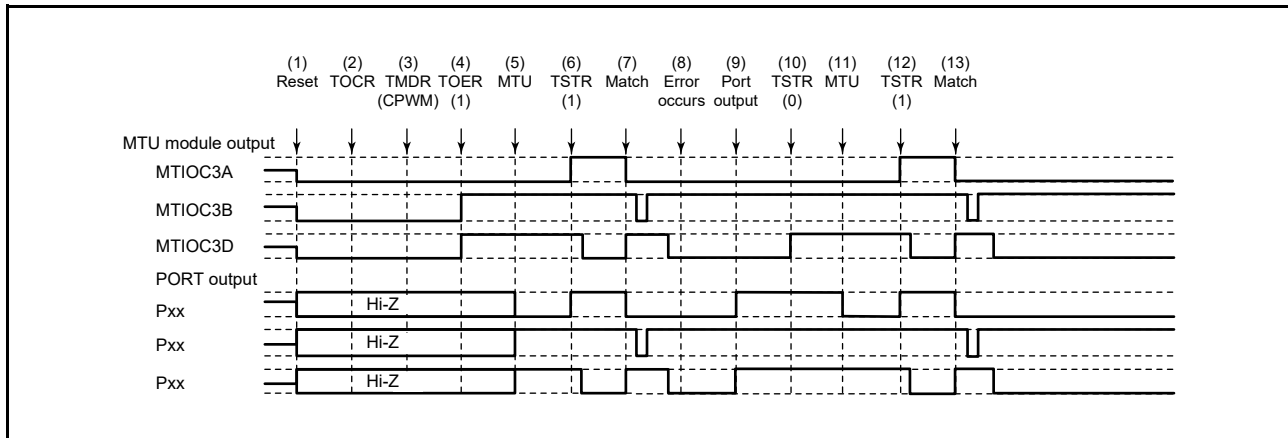 (1) (2) (3) (4) (5) (6) (7) (8) (9) (10) (11) (12) (13)
Reset TOCR TMDR TOER MTU TSTR Match Error Port TSTR MTU TSTR Match
(CPWM) (1) (1) occurs output (0) (1)
MTU module output
MTIOC3A
MTIOC3B
MTIOC3D
PORT output
Pxx Hi-Z
Pxx Hi-Z
Pxx Hi-Z